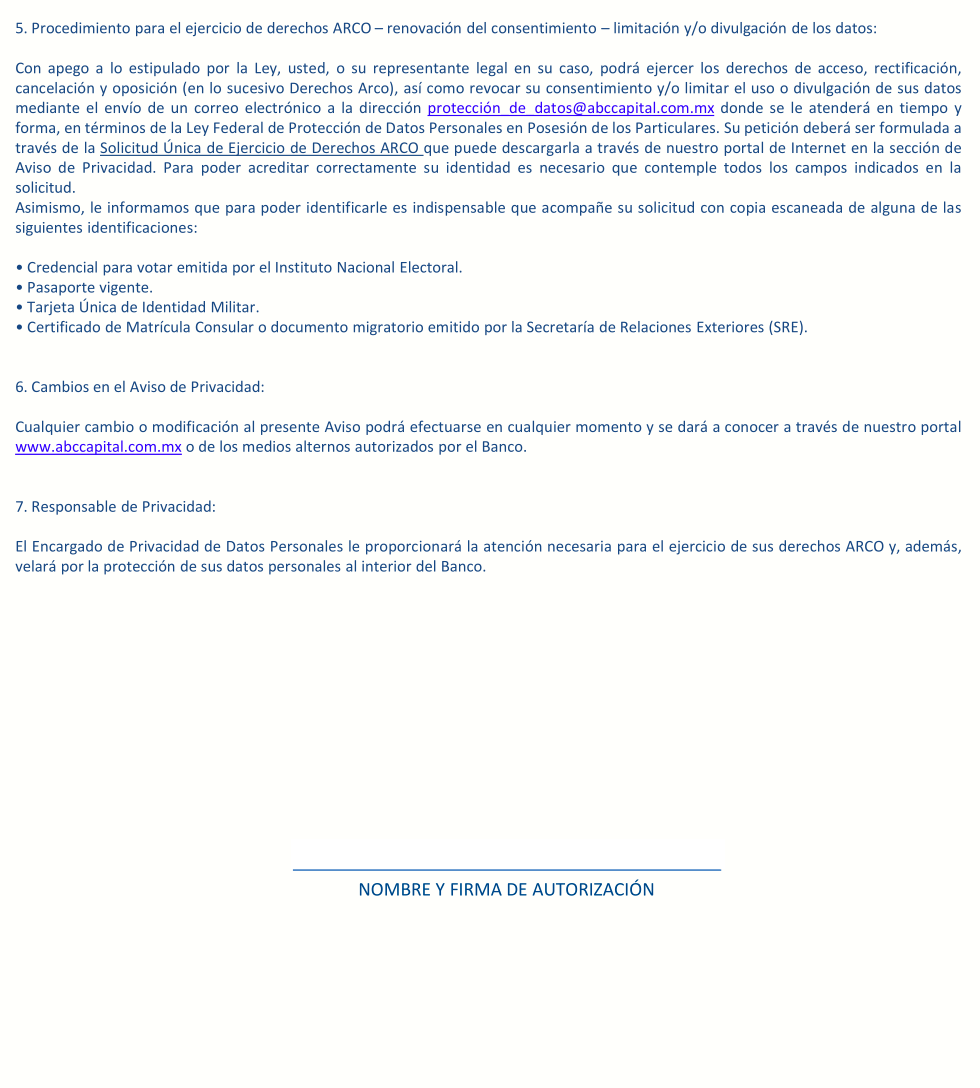 5. Procedimiento para el ejercicio de derechos ARCO – renovación del consentimiento – limitación y/o divulgación de los datos:
Con apego a lo estipulado por la Ley, usted, o su representante legal en su caso, podrá ejercer los derechos de acceso, rectificación,
cancelación y oposición (en lo sucesivo Derechos Arco), así como revocar su consentimiento y/o limitar el uso o divulgación de sus datos
mediante el envío de un correo electrónico a la dirección protección_de_datos@abccapital.com.mx donde se le atenderá en tiempo y
forma, en términos de la Ley Federal de Protección de Datos Personales en Posesión de los Particulares. Su petición deberá ser formulada a
través de la Solicitud Única de Ejercicio de Derechos ARCO que puede descargarla a través de nuestro portal de Internet en la sección de
Aviso de Privacidad. Para poder acreditar correctamente su identidad es necesario que contemple todos los campos indicados en la
solicitud.
Asimismo, le informamos que para poder identificarle es indispensable que acompañe su solicitud con copia escaneada de alguna de las
siguientes identificaciones:
• Credencial para votar emitida por el Instituto Nacional Electoral.
• Pasaporte vigente.
• Tarjeta Única de Identidad Militar.
• Certificado de Matrícula Consular o documento migratorio emitido por la Secretaría de Relaciones Exteriores (SRE).
6. Cambios en el Aviso de Privacidad:
Cualquier cambio o modificación al presente Aviso podrá efectuarse en cualquier momento y se dará a conocer a través de nuestro portal
www.abccapital.com.mx o de los medios alternos autorizados por el Banco.
7. Responsable de Privacidad:
El Encargado de Privacidad de Datos Personales le proporcionará la atención necesaria para el ejercicio de sus derechos ARCO y, además,
velará por la protección de sus datos personales al interior del Banco.
NOMBRE Y FIRMA DE AUTORIZACIÓN